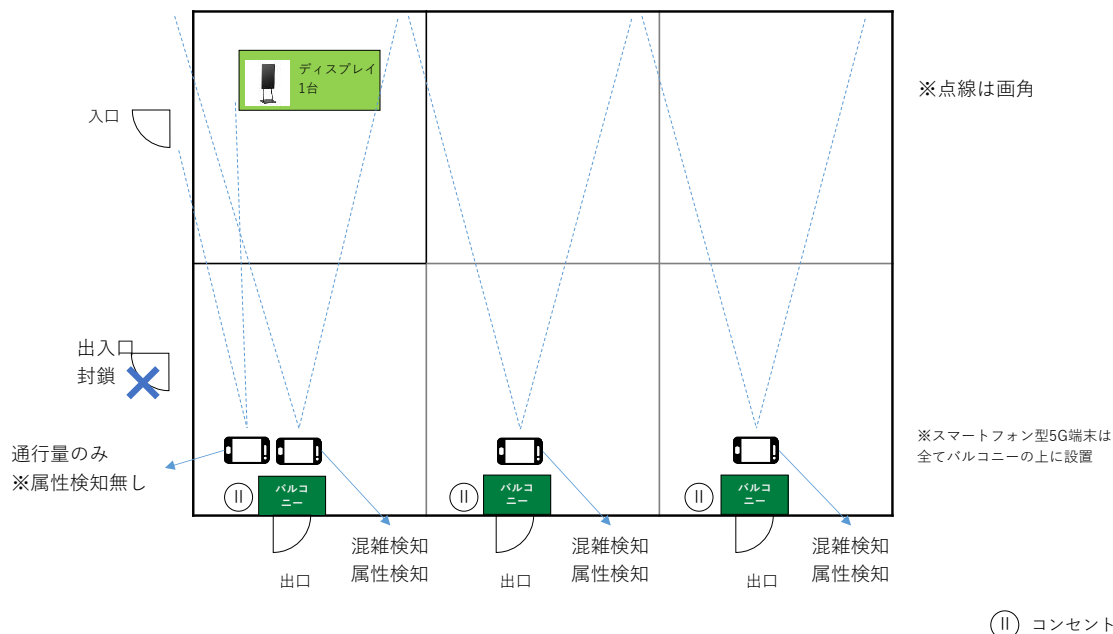 ディスプレイ
1台
※点線は画角
入口
出入口
封鎖
通行量のみ
※属性検知無し
※スマートフォン型5G端末は
全てバルコニーの上に設置
バルコ
ニー
バルコ
ニー
バルコ
ニー
混雑検知
属性検知
混雑検知
属性検知
混雑検知
属性検知
出口
出口
出口
コンセント